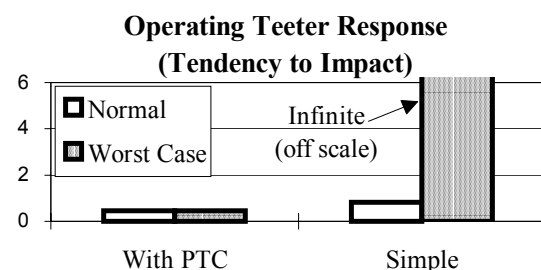 Operating Teeter Response
(Tendency to Impact)
6
4
2
0
Normal
Worst Case
Infinite
(off scale)
With PTC
Simple